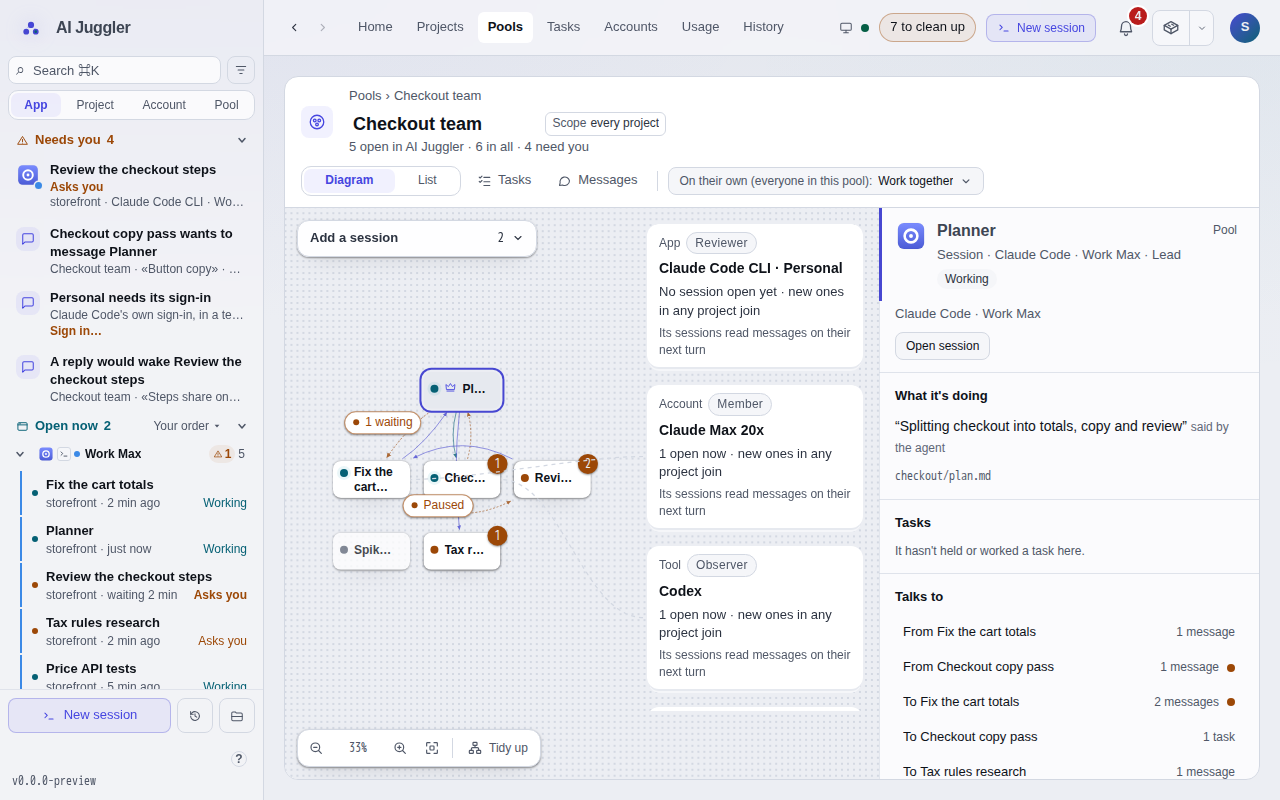 AI Juggler
Search ⌘K
App Project Account Pool
Needs you 4
Review the checkout steps
Asks you
storefront · Claude Code CLI · Wo…
Checkout copy pass wants to
message Planner
Checkout team · «Button copy» · …
Personal needs its sign-in
Claude Code's own sign-in, in a te…
Sign in…
A reply would wake Review the
checkout steps
Checkout team · «Steps share on…
Open now 2 Your order
Work Max 1 5
Fix the cart totals
storefront · 2 min ago Working
Planner
storefront · just now Working
Review the checkout steps
storefront · waiting 2 min Asks you
Tax rules research
storefront · 2 min ago Asks you
Price API tests
storefront · 5 min ago Working
New session
?
v0.0.0-preview
Home Projects Pools Tasks Accounts Usage History
7 to clean up
New session
4
S
Pools › Checkout team
Checkout team
Scope every project
5 open in AI Juggler · 6 in all · 4 need you
Diagram List Tasks Messages
On their own (everyone in this pool): Work together
Add a session 2
Pl…
1 waiting
Fix the
cart…
Chec…
1
Revi…
2
Paused
Spik…
Tax r…
1
33%
Tidy up
App Reviewer
Claude Code CLI · Personal
No session open yet · new ones
in any project join
Its sessions read messages on their
next turn
Account Member
Claude Max 20x
1 open now · new ones in any
project join
Its sessions read messages on their
next turn
Tool Observer
Codex
1 open now · new ones in any
project join
Its sessions read messages on their
next turn
Planner Pool
Session · Claude Code · Work Max · Lead
Working
Claude Code · Work Max
Open session
What it's doing
“Splitting checkout into totals, copy and review” said by
the agent
checkout/plan.md
Tasks
It hasn't held or worked a task here.
Talks to
From Fix the cart totals 1 message
From Checkout copy pass 1 message
To Fix the cart totals 2 messages
To Checkout copy pass 1 task
To Tax rules research 1 message